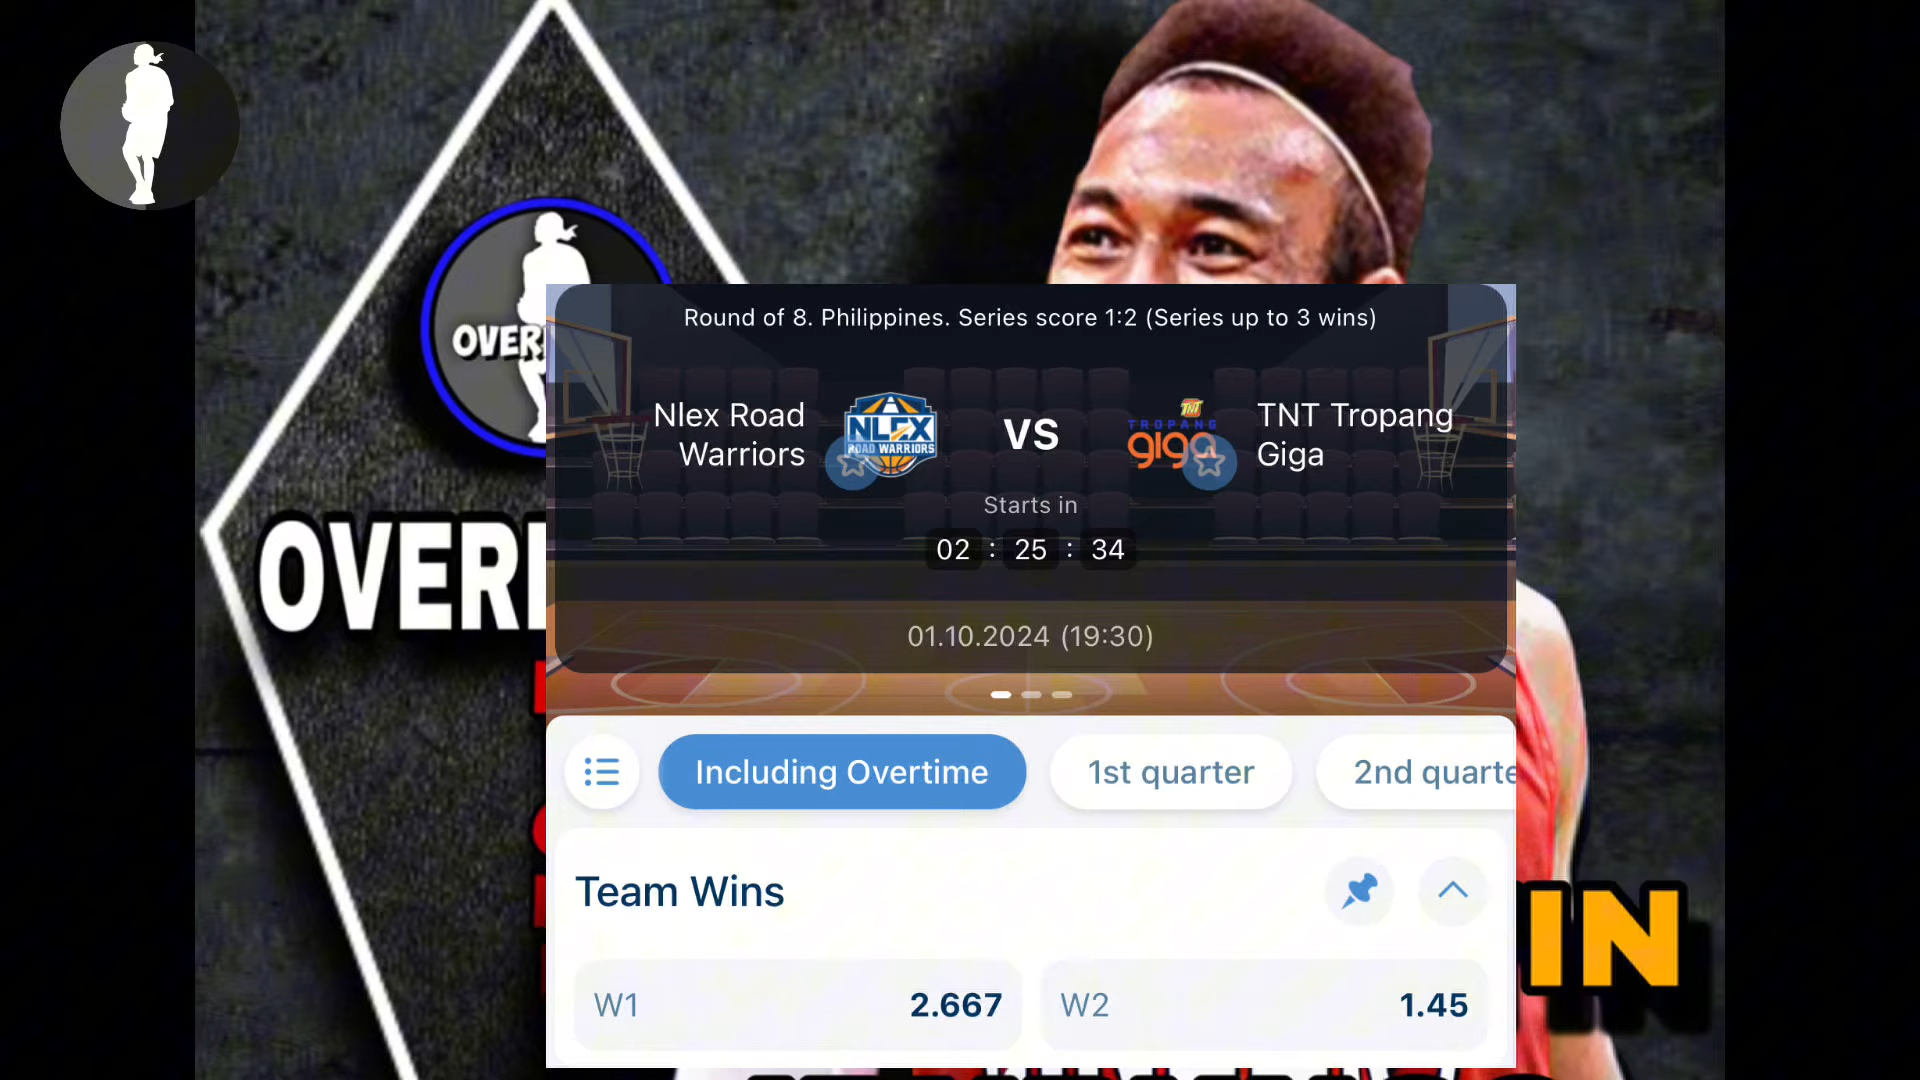 OVER
OVER
Round of 8. Philippines. Series score 1:2 (Series up to 3 wins)
Nlex Road
Warriors
NLEX
ROAD WARRIORS
VS
TNT
TROPANG
giga
TNT Tropang
Giga
Starts in
02 : 25 : 34
01.10.2024 (19:30)
Including Overtime
1st quarter
2nd quarte
Team Wins
W1 2.667
W2 1.45
IN